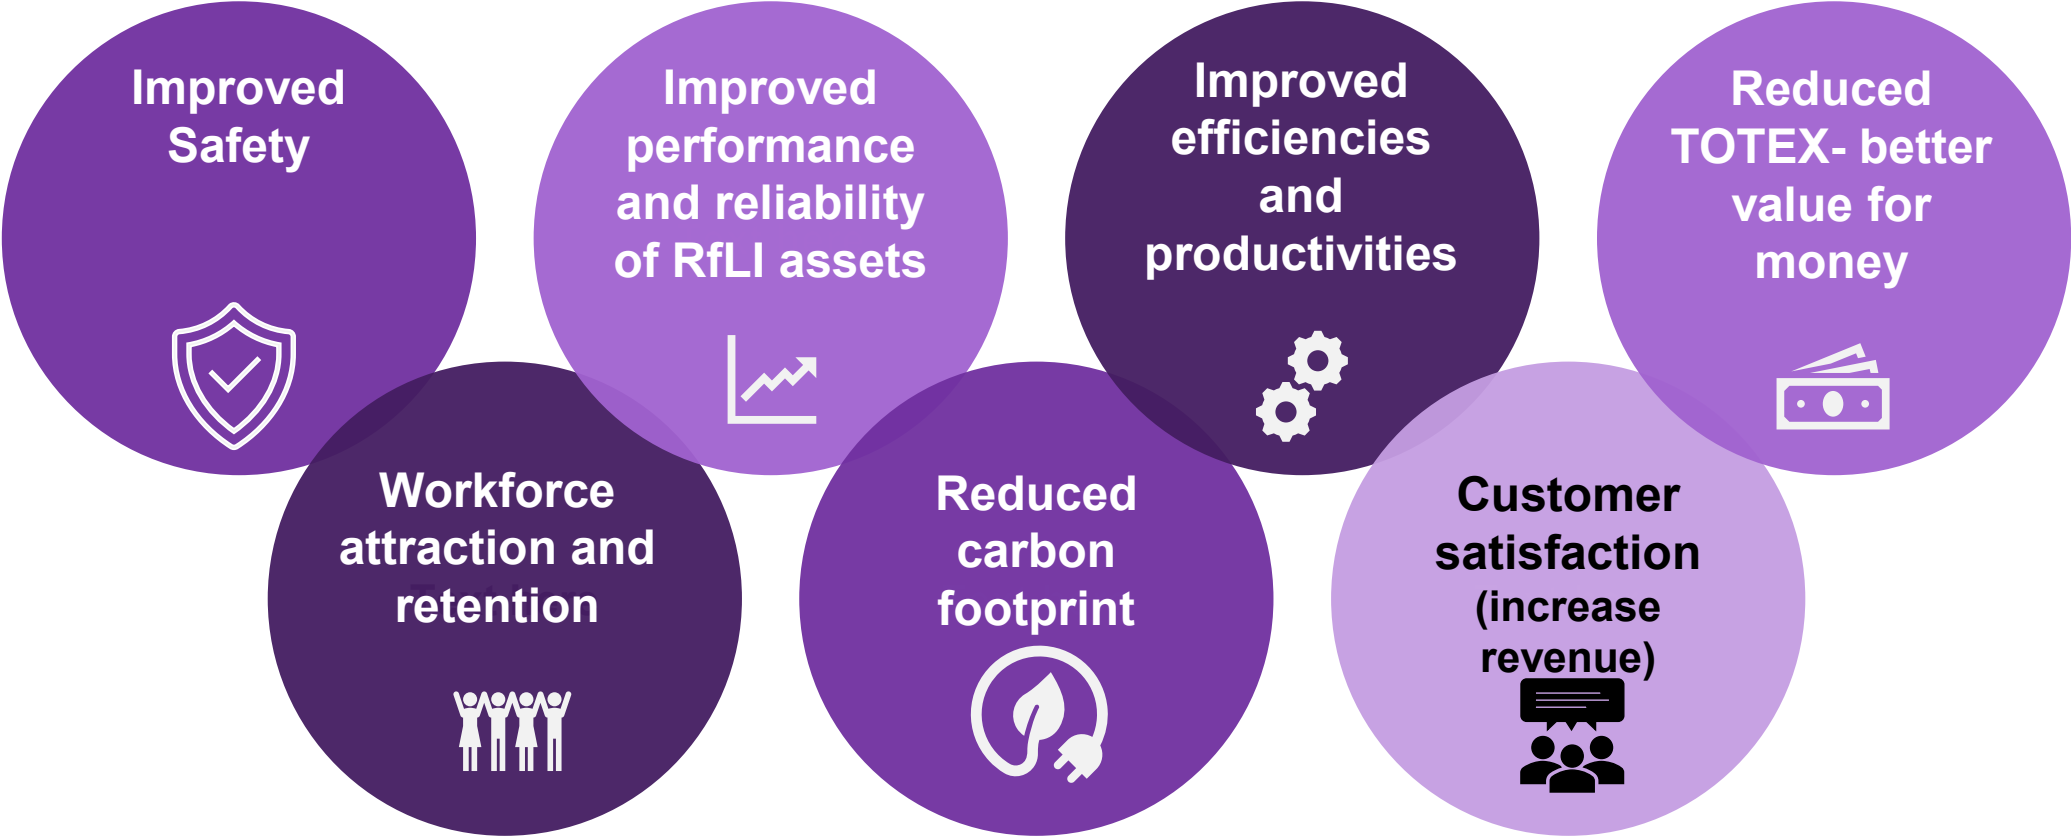 Improved
Safety
Improved
performance
and reliability
of RfLI assets
Improved
efficiencies
and
productivities
Reduced
TOTEX- better
value for
money
Workforce
attraction and
retention
Reduced
carbon
footprint
Customer
satisfaction
(increase
revenue)